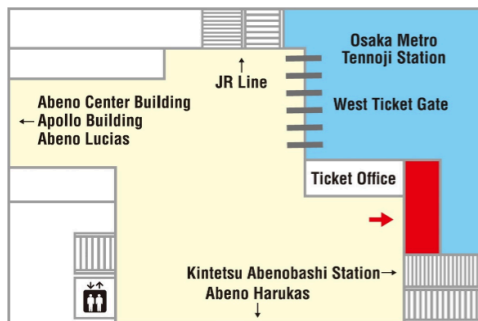 Osaka Metro
Tennoji Station
↑
JR Line
West Ticket Gate
Abeno Center Building
← Apollo Building
Abeno Lucias
Ticket Office
Kintetsu Abenobashi Station→
Abeno Harukas
↓